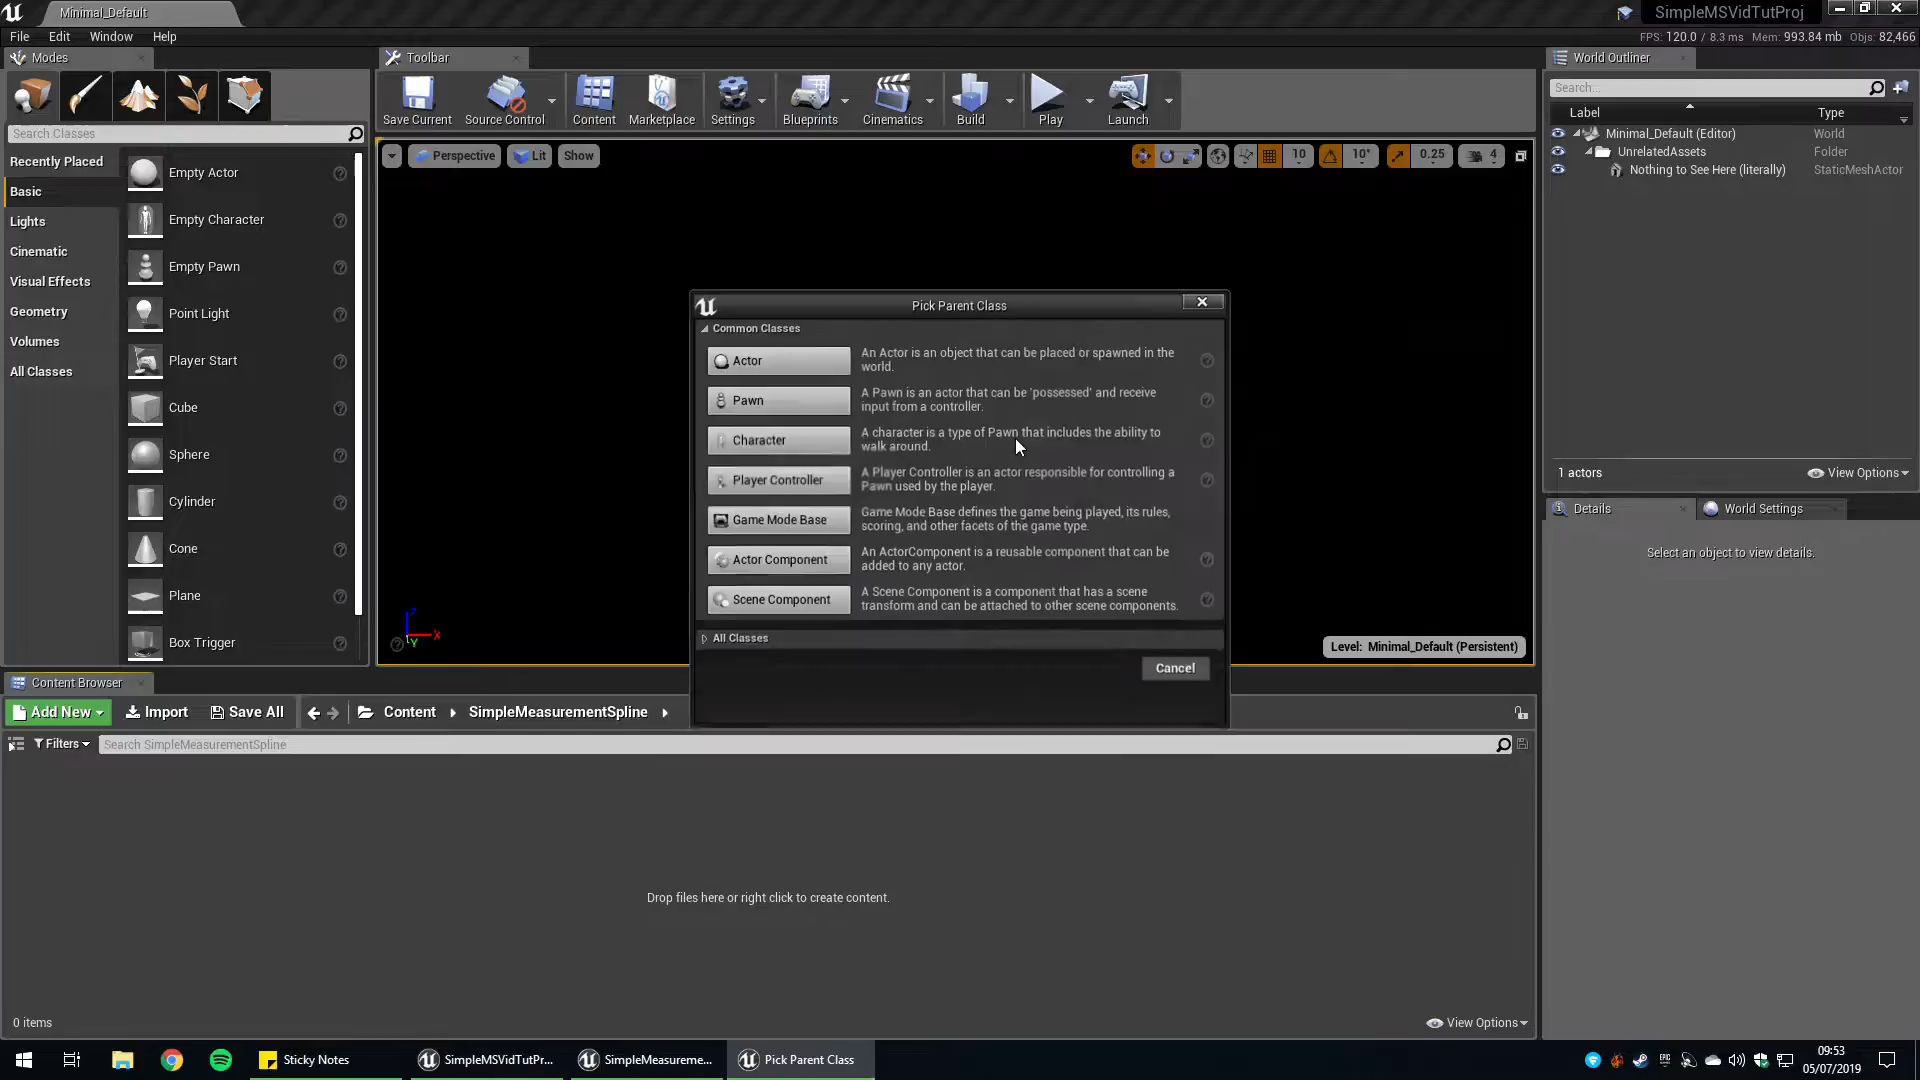 Minimal_Default
SimpleMSVidTutProj
File Edit Window Help
FPS: 120.0 / 8.3 ms Mem: 993.84 mb Objs: 82,466
Modes
Toolbar
World Outliner
Save Current
Source Control
Content
Marketplace
Settings
Blueprints
Cinematics
Build
Play
Launch
Search...
Label Type
Minimal_Default (Editor) World
UnrelatedAssets Folder
Nothing to See Here (literally) StaticMeshActor
1 actors
View Options
Search Classes
Recently Placed
Basic
Lights
Cinematic
Visual Effects
Geometry
Volumes
All Classes
Empty Actor
Empty Character
Empty Pawn
Point Light
Player Start
Cube
Sphere
Cylinder
Cone
Plane
Box Trigger
Perspective
Lit
Show
10
10°
0.25
4
Z
X
Y
Level: Minimal_Default (Persistent)
Pick Parent Class
Common Classes
Actor
An Actor is an object that can be placed or spawned in the
world.
Pawn
A Pawn is an actor that can be 'possessed' and receive
input from a controller.
Character
A character is a type of Pawn that includes the ability to
walk around.
Player Controller
A Player Controller is an actor responsible for controlling a
Pawn used by the player.
Game Mode Base
Game Mode Base defines the game being played, its rules,
scoring, and other facets of the game type.
Actor Component
An ActorComponent is a reusable component that can be
added to any actor.
Scene Component
A Scene Component is a component that has a scene
transform and can be attached to other scene components.
All Classes
Cancel
Details
World Settings
Select an object to view details.
Content Browser
Add New
Import
Save All
Content
SimpleMeasurementSpline
Filters
Search SimpleMeasurementSpline
Drop files here or right click to create content.
0 items
View Options
Sticky Notes
SimpleMSVidTutPr...
SimpleMeasureme...
Pick Parent Class
09:53
05/07/2019